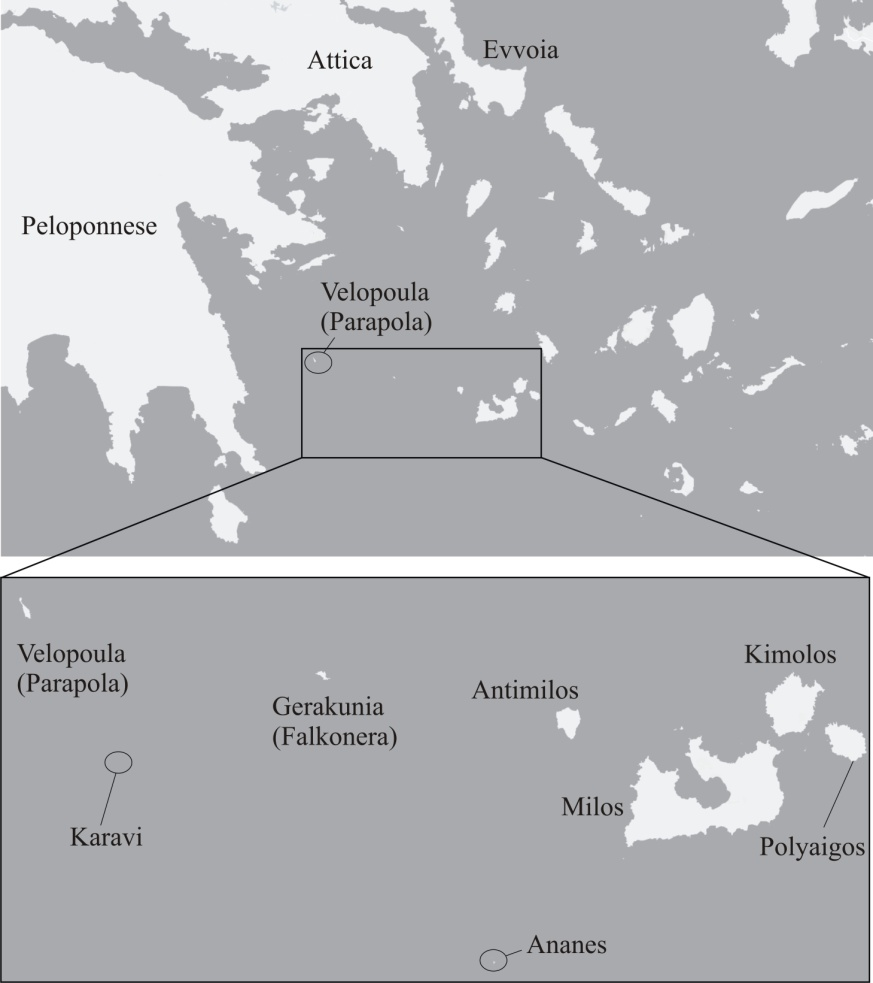 Evvoia
Attica
Peloponnese
Velopoula
(Parapola)
Velopoula
(Parapola)
Kimolos
Antimilos
Gerakunia
(Falkonera)
Milos
Karavi
Polyaigos
Ananes